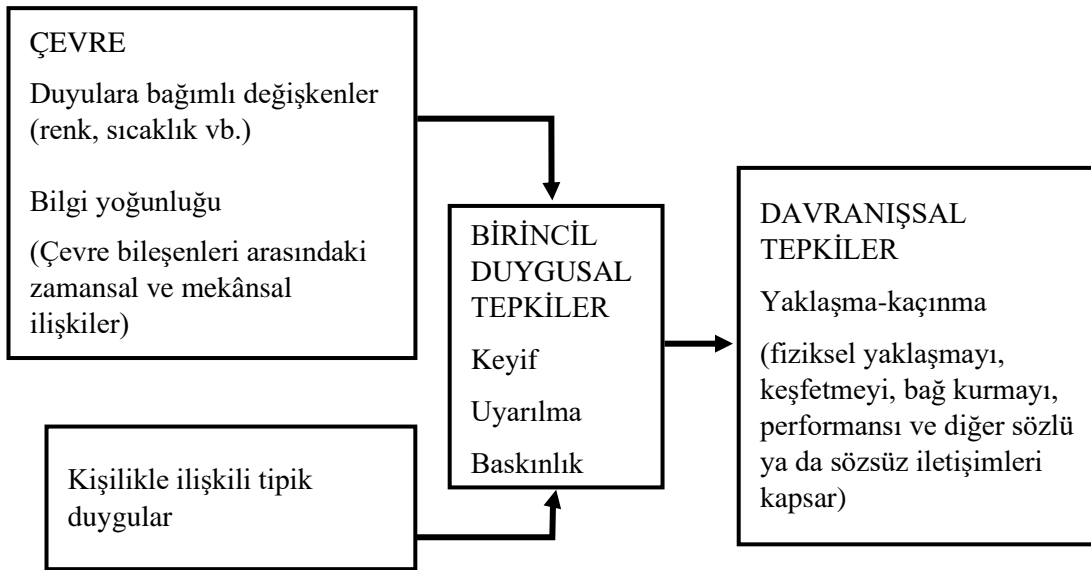 ÇEVRE
Duyulara bağımlı değişkenler
(renk, sıcaklık vb.)
Bilgi yoğunluğu
(Çevre bileşenleri arasındaki
zamansal ve mekânsal
ilişkiler)
Kişilikle ilişkili tipik
duygular
BİRİNCİL
DUYGUSAL
TEPKİLER
Keyif
Uyarılma
Baskınlık
DAVRANIŞSAL
TEPKİLER
Yaklaşma-kaçınma
(fiziksel yaklaşmayı,
keşfetmeyi, bağ kurmayı,
performansı ve diğer sözlü
ya da sözsüz iletişimleri
kapsar)